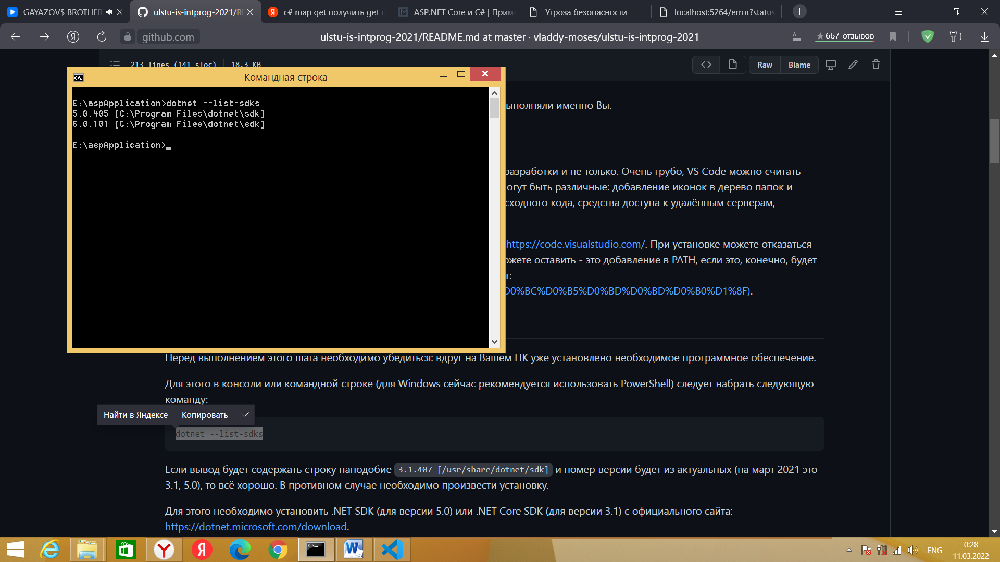 GAYAZOV$ BROTHER
ulstu-is-intprog-2021/RE
c# map get получить get п
ASP.NET Core и C# | Прим
Угроза безопасности
localhost:5264/error?status
github.com
ulstu-is-intprog-2021/README.md at master · vladdy-moses/ulstu-is-intprog-2021
★667 отзывов
213 lines (141 sloc) 18.3 KB
Raw
Blame
Командная строка
E:\aspApplication>dotnet --list-sdks
5.0.405 [C:\Program Files\dotnet\sdk]
6.0.101 [C:\Program Files\dotnet\sdk]
E:\aspApplication>
ыполняли именно Вы.
разработки и не только. Очень грубо, VS Code можно считать
огут быть различные: добавление иконок в дерево папок и
сходного кода, средства доступа к удалённым серверам,
https://code.visualstudio.com/. При установке можете отказаться
ожете оставить - это добавление в PATH, если это, конечно, будет
т:
D0%BC%D0%B5%D0%BD%D0%BD%D0%B0%D1%8F).
Перед выполнением этого шага необходимо убедиться: вдруг на Вашем ПК уже установлено необходимое программное обеспечение.
Для этого в консоли или командной строке (для Windows сейчас рекомендуется использовать PowerShell) следует набрать следующую
команду:
Найти в Яндексе
Копировать
dotnet --list-sdks
Если вывод будет содержать строку наподобие 3.1.407 [/usr/share/dotnet/sdk] и номер версии будет из актуальных (на март 2021 это
3.1, 5.0), то всё хорошо. В противном случае необходимо произвести установку.
Для этого необходимо установить .NET SDK (для версии 5.0) или .NET Core SDK (для версии 3.1) с официального сайта:
https://dotnet.microsoft.com/download.
ENG
0:28
11.03.2022